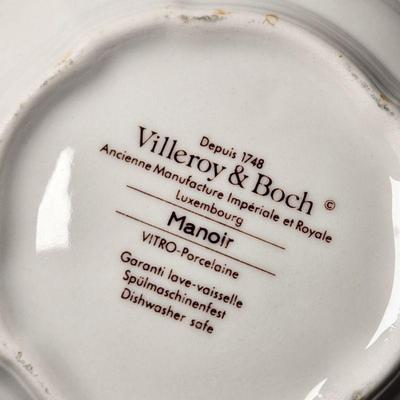 Depuis 1748
Villeroy & Boch ©
Ancienne Manufacture Impériale et Royale
Luxembourg
Manoir
VITRO-Porcelaine
Garanti lave-vaisselle
Spülmaschinenfest
Dishwasher safe